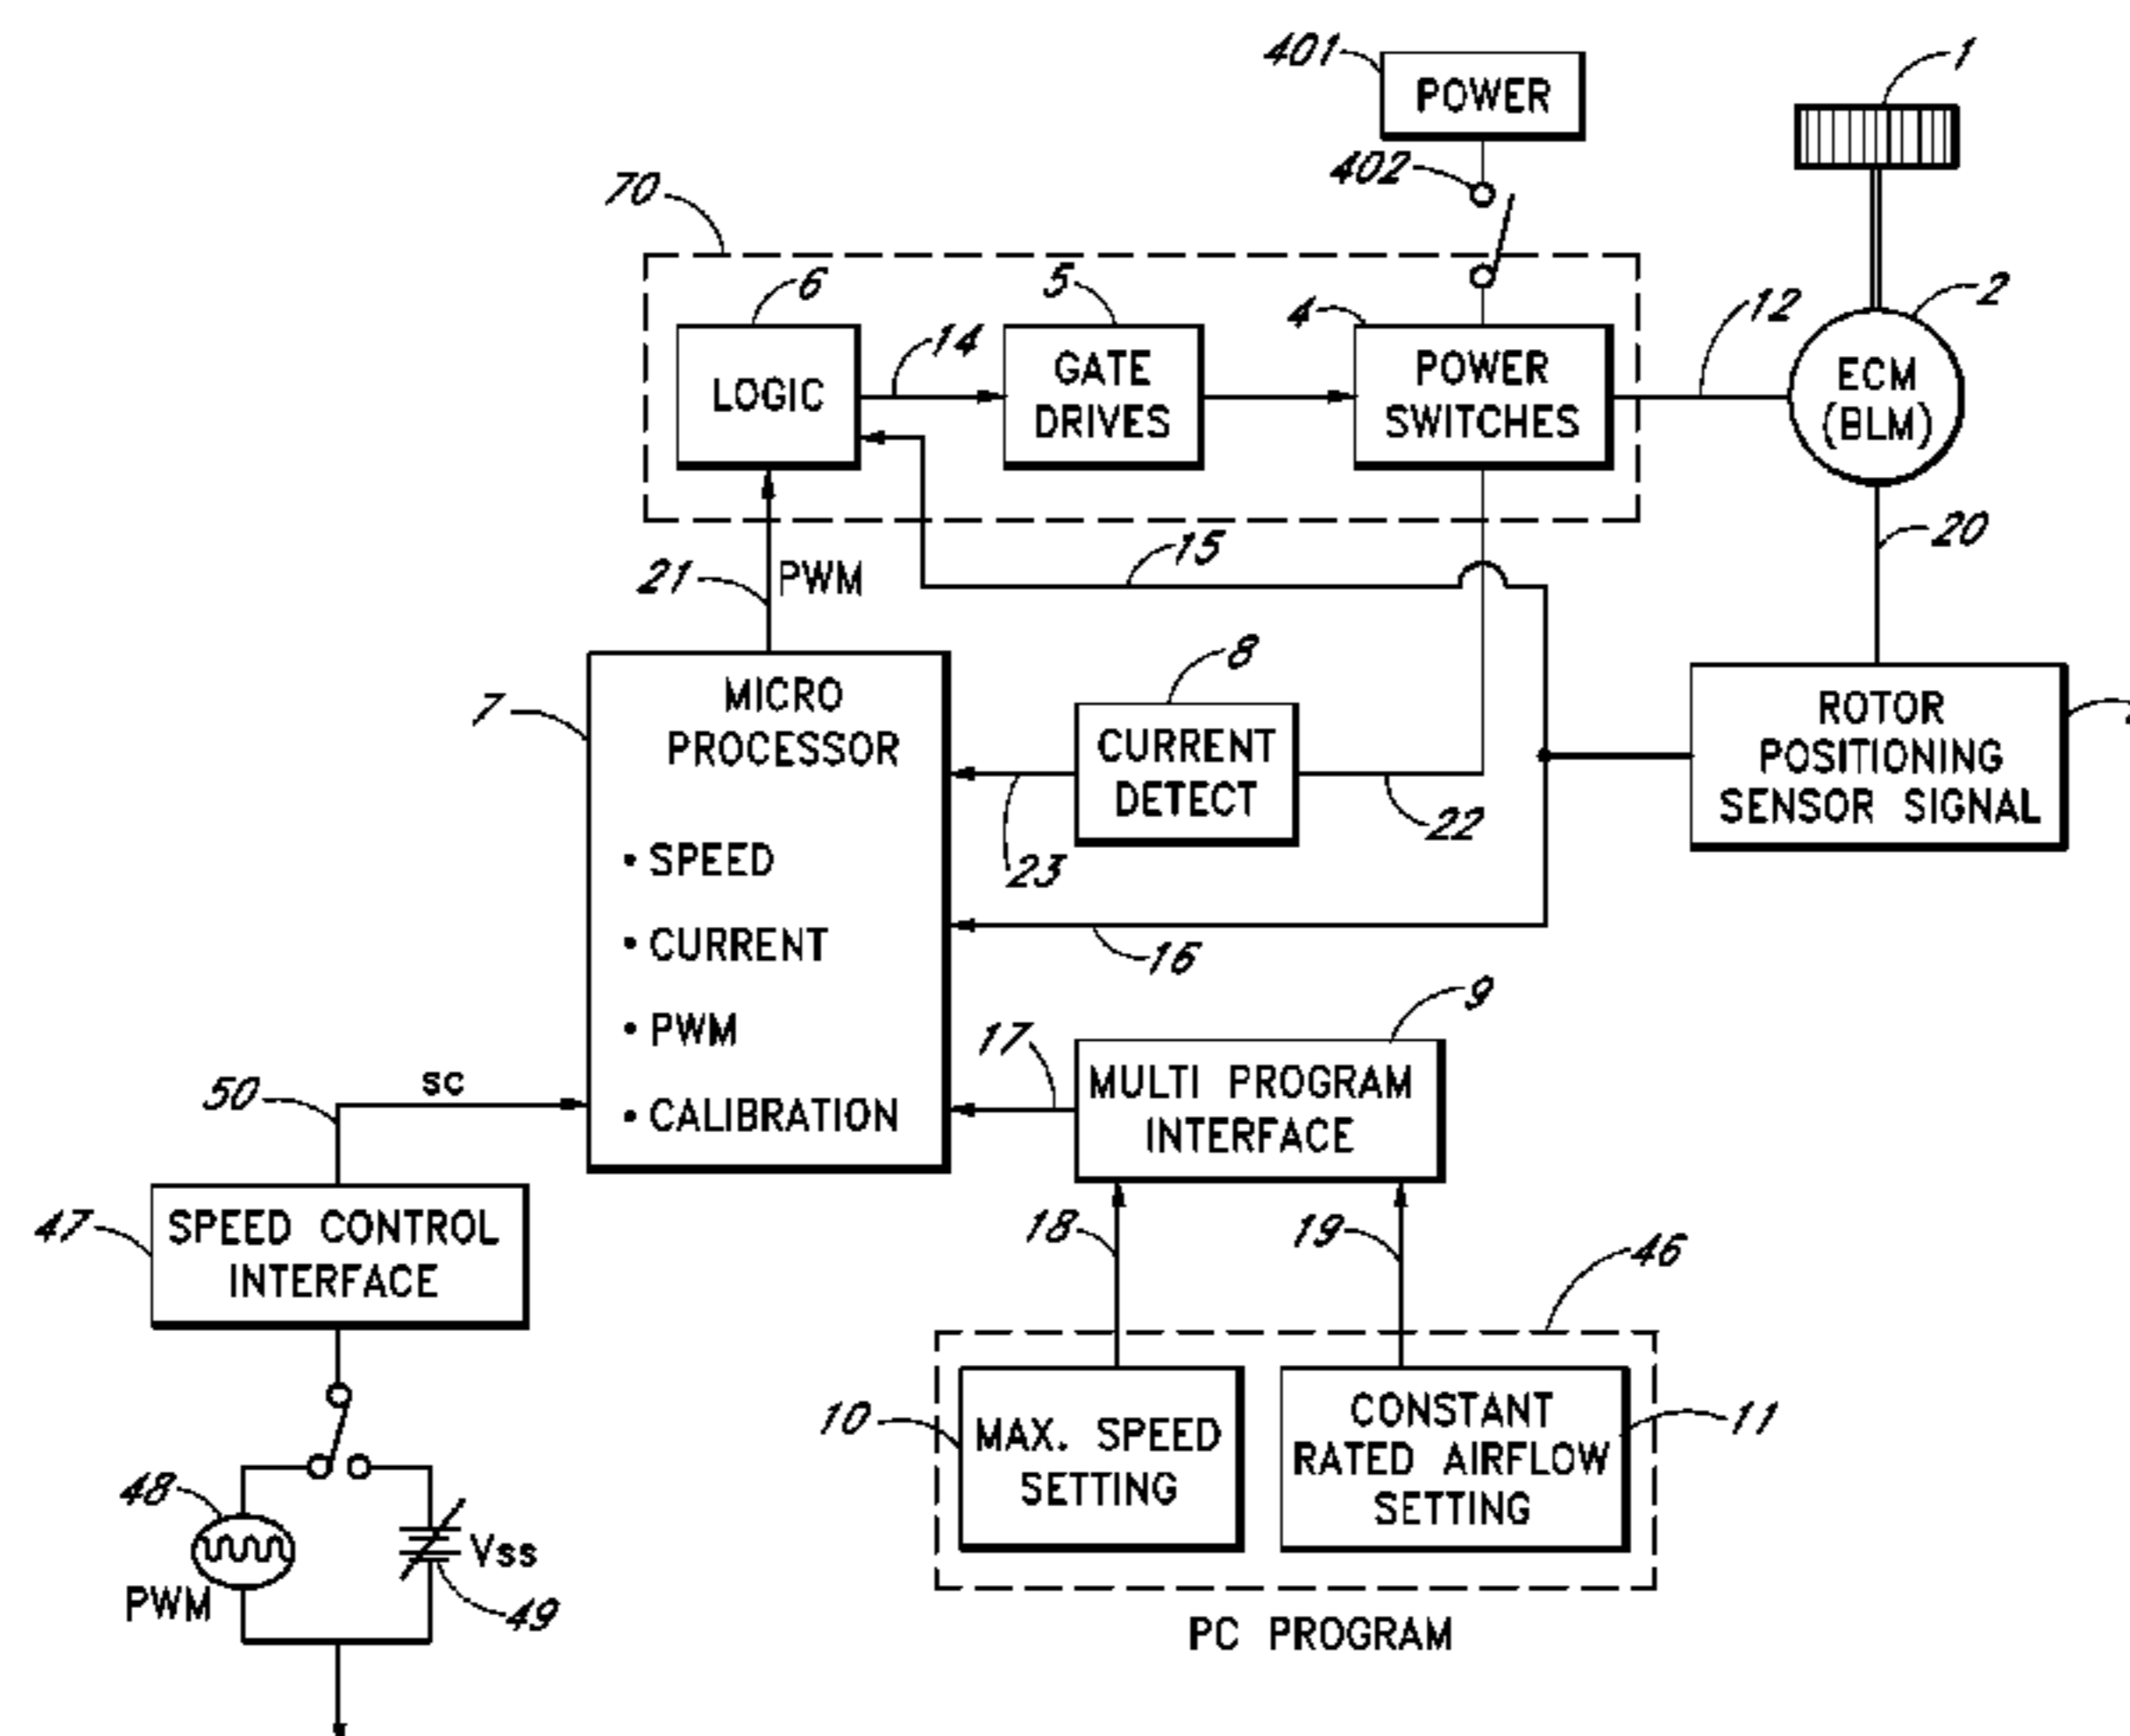 401
POWER
1
402
70
6
5
4
12
2
LOGIC
14
GATE
DRIVES
POWER
SWITCHES
ECM
(BLM)
21
PWM
15
20
7
MICRO
PROCESSOR
• SPEED
• CURRENT
• PWM
• CALIBRATION
8
CURRENT
DETECT
23
22
ROTOR
POSITIONING
SENSOR SIGNAL
16
9
17
MULTI PROGRAM
INTERFACE
50
SC
47
SPEED CONTROL
INTERFACE
18
19
46
10
MAX. SPEED
SETTING
CONSTANT
RATED AIRFLOW
SETTING
11
48
PWM
Vss
49
PC PROGRAM